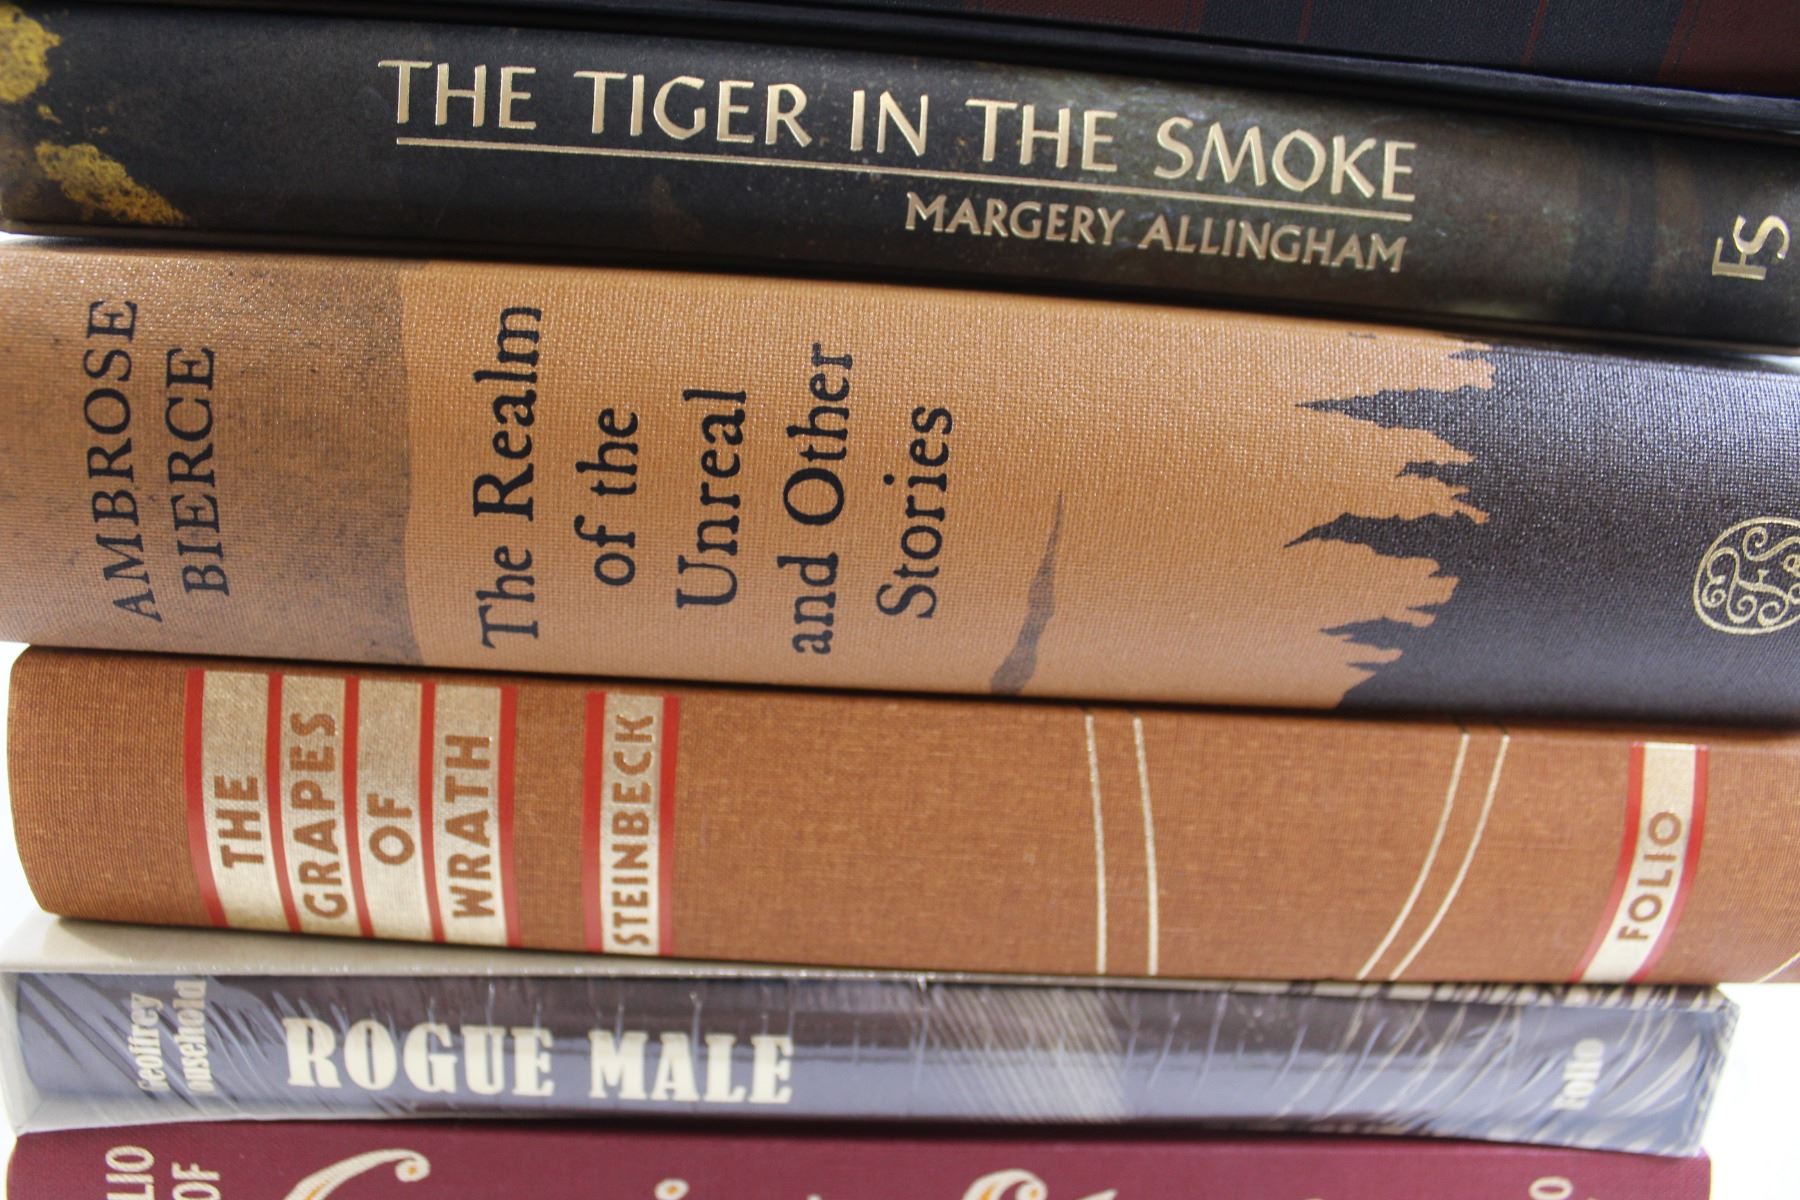 THE TIGER IN THE SMOKE
MARGERY ALLINGHAM
FS
AMBROSE
BIERCE
The Realm
of the
Unreal
and Other
Stories
THE
GRAPES
OF
WRATH
STEINBECK
FOLIO
Geoffrey
Household
ROGUE MALE
Folio
OF